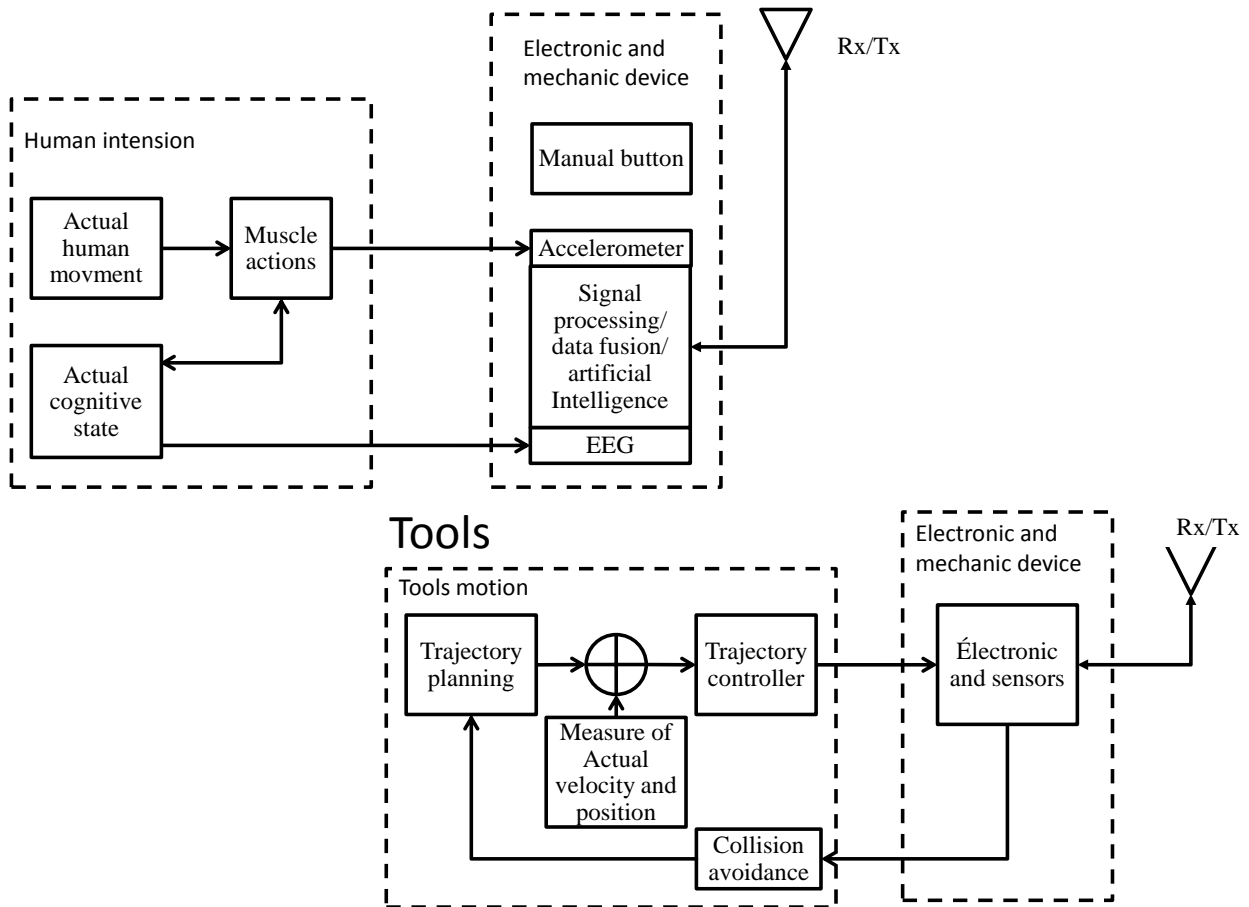 Electronic and
mechanic device
Rx/Tx
Human intension
Manual button
Actual
human
movment
Muscle
actions
Accelerometer
Signal
processing/
data fusion/
artificial
Intelligence
Actual
cognitive
state
EEG
Tools
Electronic and
mechanic device
Rx/Tx
Tools motion
Trajectory
planning
Trajectory
controller
Électronic
and sensors
Measure of
Actual
velocity and
position
Collision
avoidance